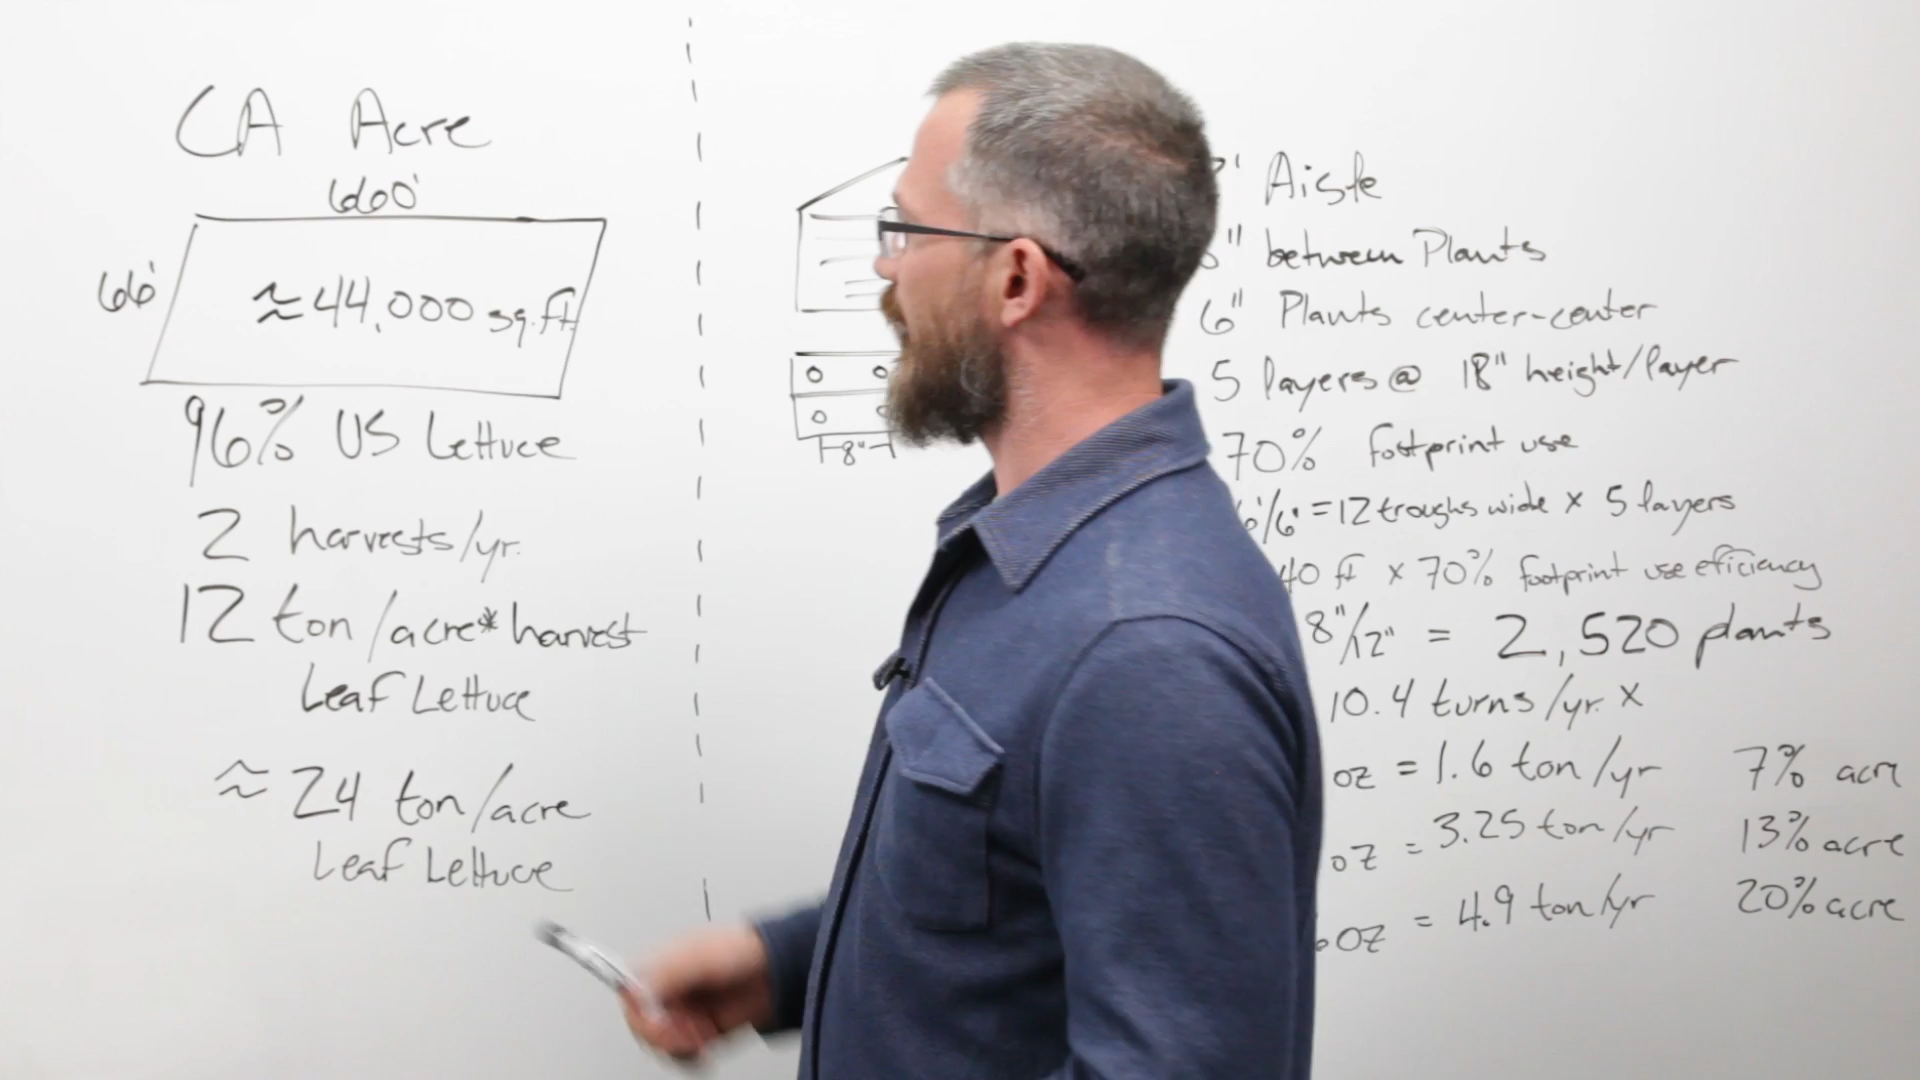 CA Acre
660'
66'
≈44,000 sq.ft.
96% US Lettuce
2 harvests/yr.
12 ton/acre*harvest
Leaf Lettuce
≈ 24 ton/acre
Leaf Lettuce
8"
' Aisle
" between Plants
6" Plants center-center
5 layers @ 18" height/layer
70% footprint use
6'/6" = 12 troughs wide x 5 layers
40 ft x 70% footprint use efficiency
8"/12" = 2,520 plants
10.4 turns/yr. x
oz = 1.6 ton/yr 7% acre
oz = 3.25 ton/yr 13% acre
oz = 4.9 ton/yr 20% acre